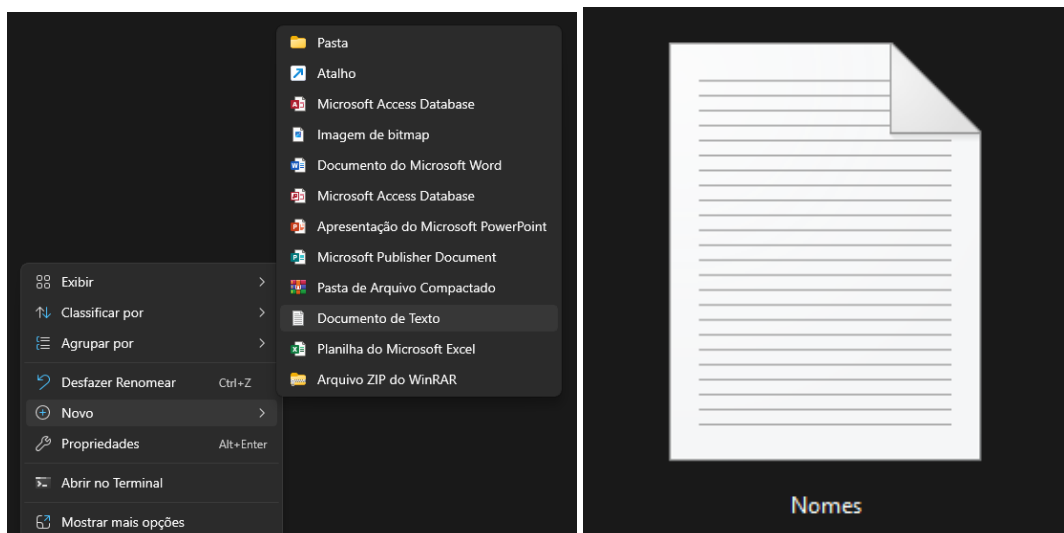 Pasta
Atalho
Microsoft Access Database
Imagem de bitmap
Documento do Microsoft Word
Microsoft Access Database
Apresentação do Microsoft PowerPoint
Microsoft Publisher Document
Pasta de Arquivo Compactado
Documento de Texto
Planilha do Microsoft Excel
Arquivo ZIP do WinRAR
Exibir
Classificar por
Agrupar por
Desfazer Renomear Ctrl+Z
Novo
Propriedades Alt+Enter
Abrir no Terminal
Mostrar mais opções
Nomes